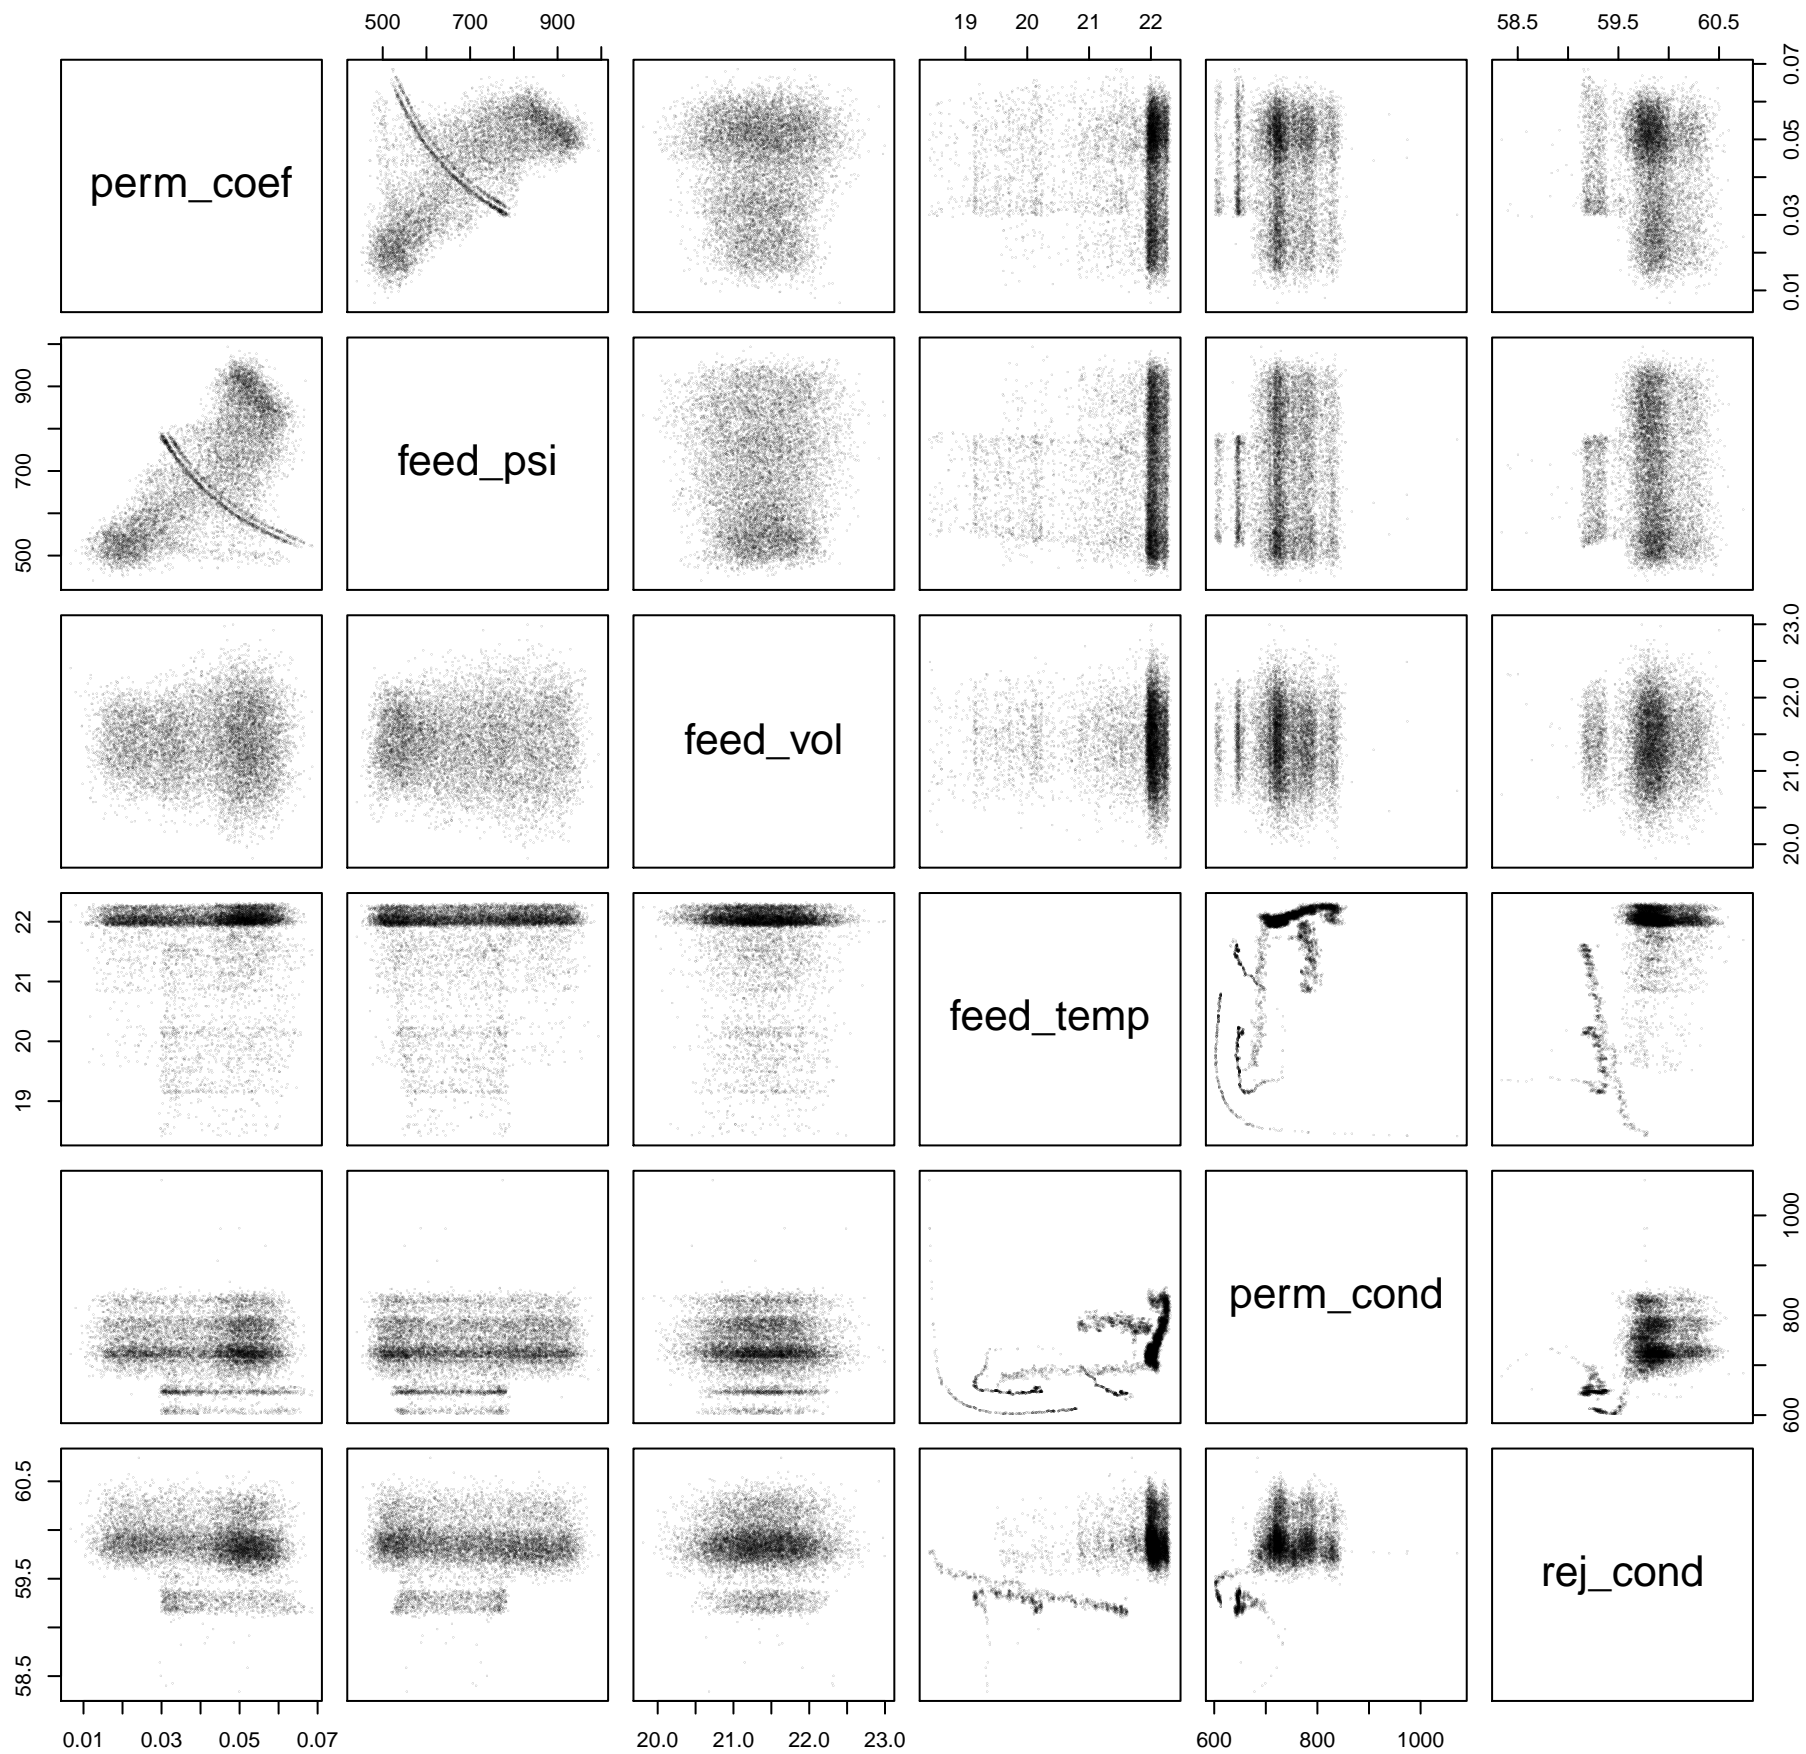 500 700 900 19 20 21 22 58.5 59.5 60.5
perm_coef
0.01 0.03 0.05 0.07
500 700 900
feed_psi
feed_vol
20.0 21.0 22.0 23.0
19 20 21 22
feed_temp
perm_cond
600 800 1000
58.5 59.5 60.5
rej_cond
0.01 0.03 0.05 0.07 20.0 21.0 22.0 23.0 600 800 1000